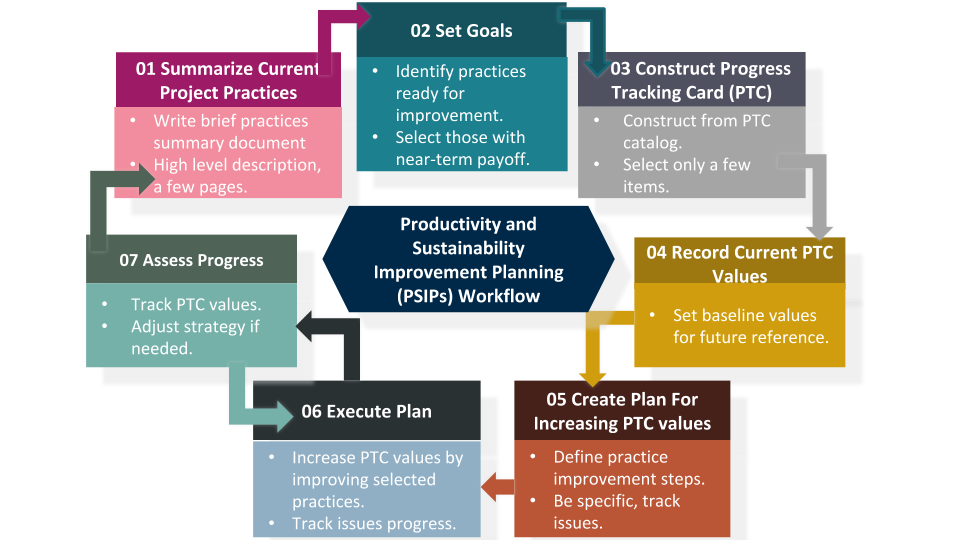 01 Summarize Current
Project Practices
• Write brief practices
summary document
• High level description,
a few pages.
02 Set Goals
• Identify practices
ready for
improvement.
• Select those with
near-term payoff.
03 Construct Progress
Tracking Card (PTC)
• Construct from PTC
catalog.
• Select only a few
items.
Productivity and
Sustainability
Improvement Planning
(PSIPs) Workflow
04 Record Current PTC
Values
• Set baseline values
for future reference.
05 Create Plan For
Increasing PTC values
• Define practice
improvement steps.
• Be specific, track
issues.
06 Execute Plan
• Increase PTC values by
improving selected
practices.
• Track issues progress.
07 Assess Progress
• Track PTC values.
• Adjust strategy if
needed.